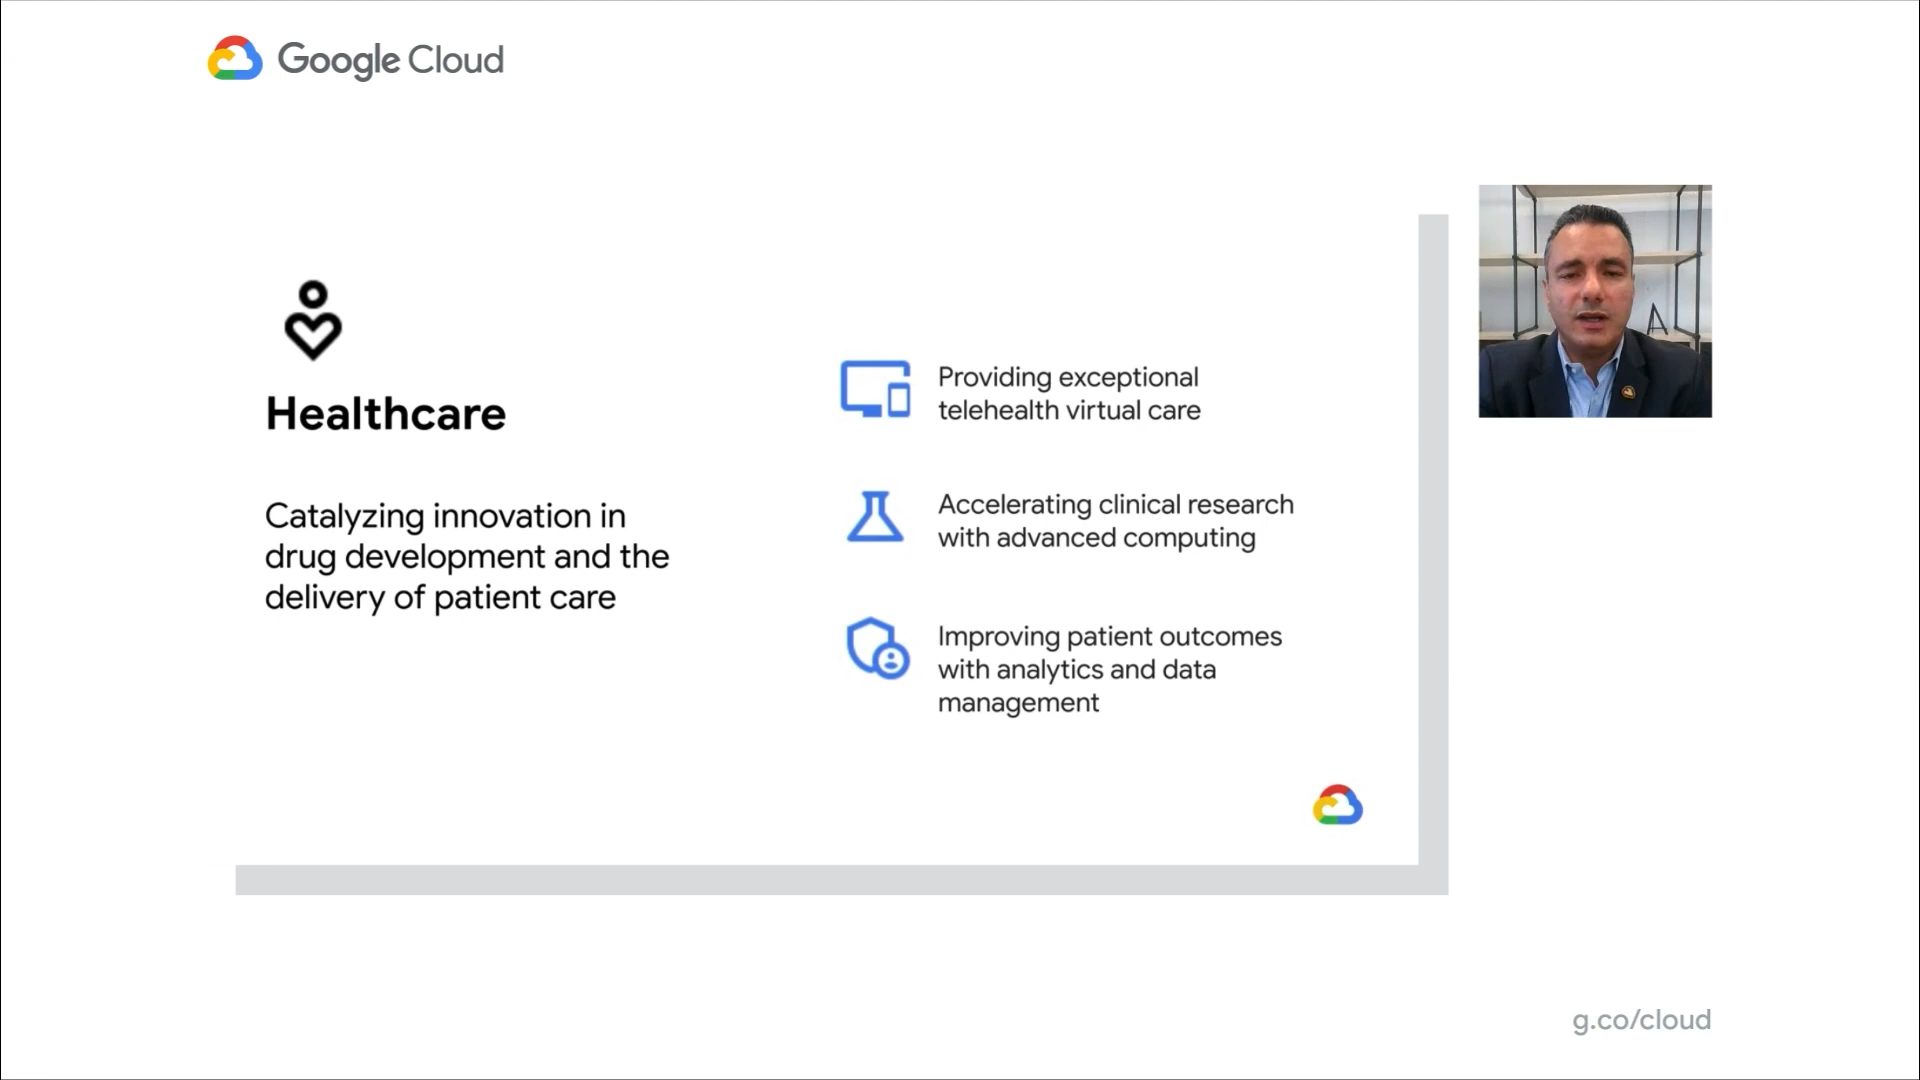 Google Cloud
Healthcare
Catalyzing innovation in
drug development and the
delivery of patient care
Providing exceptional
telehealth virtual care
Accelerating clinical research
with advanced computing
Improving patient outcomes
with analytics and data
management
g.co/cloud